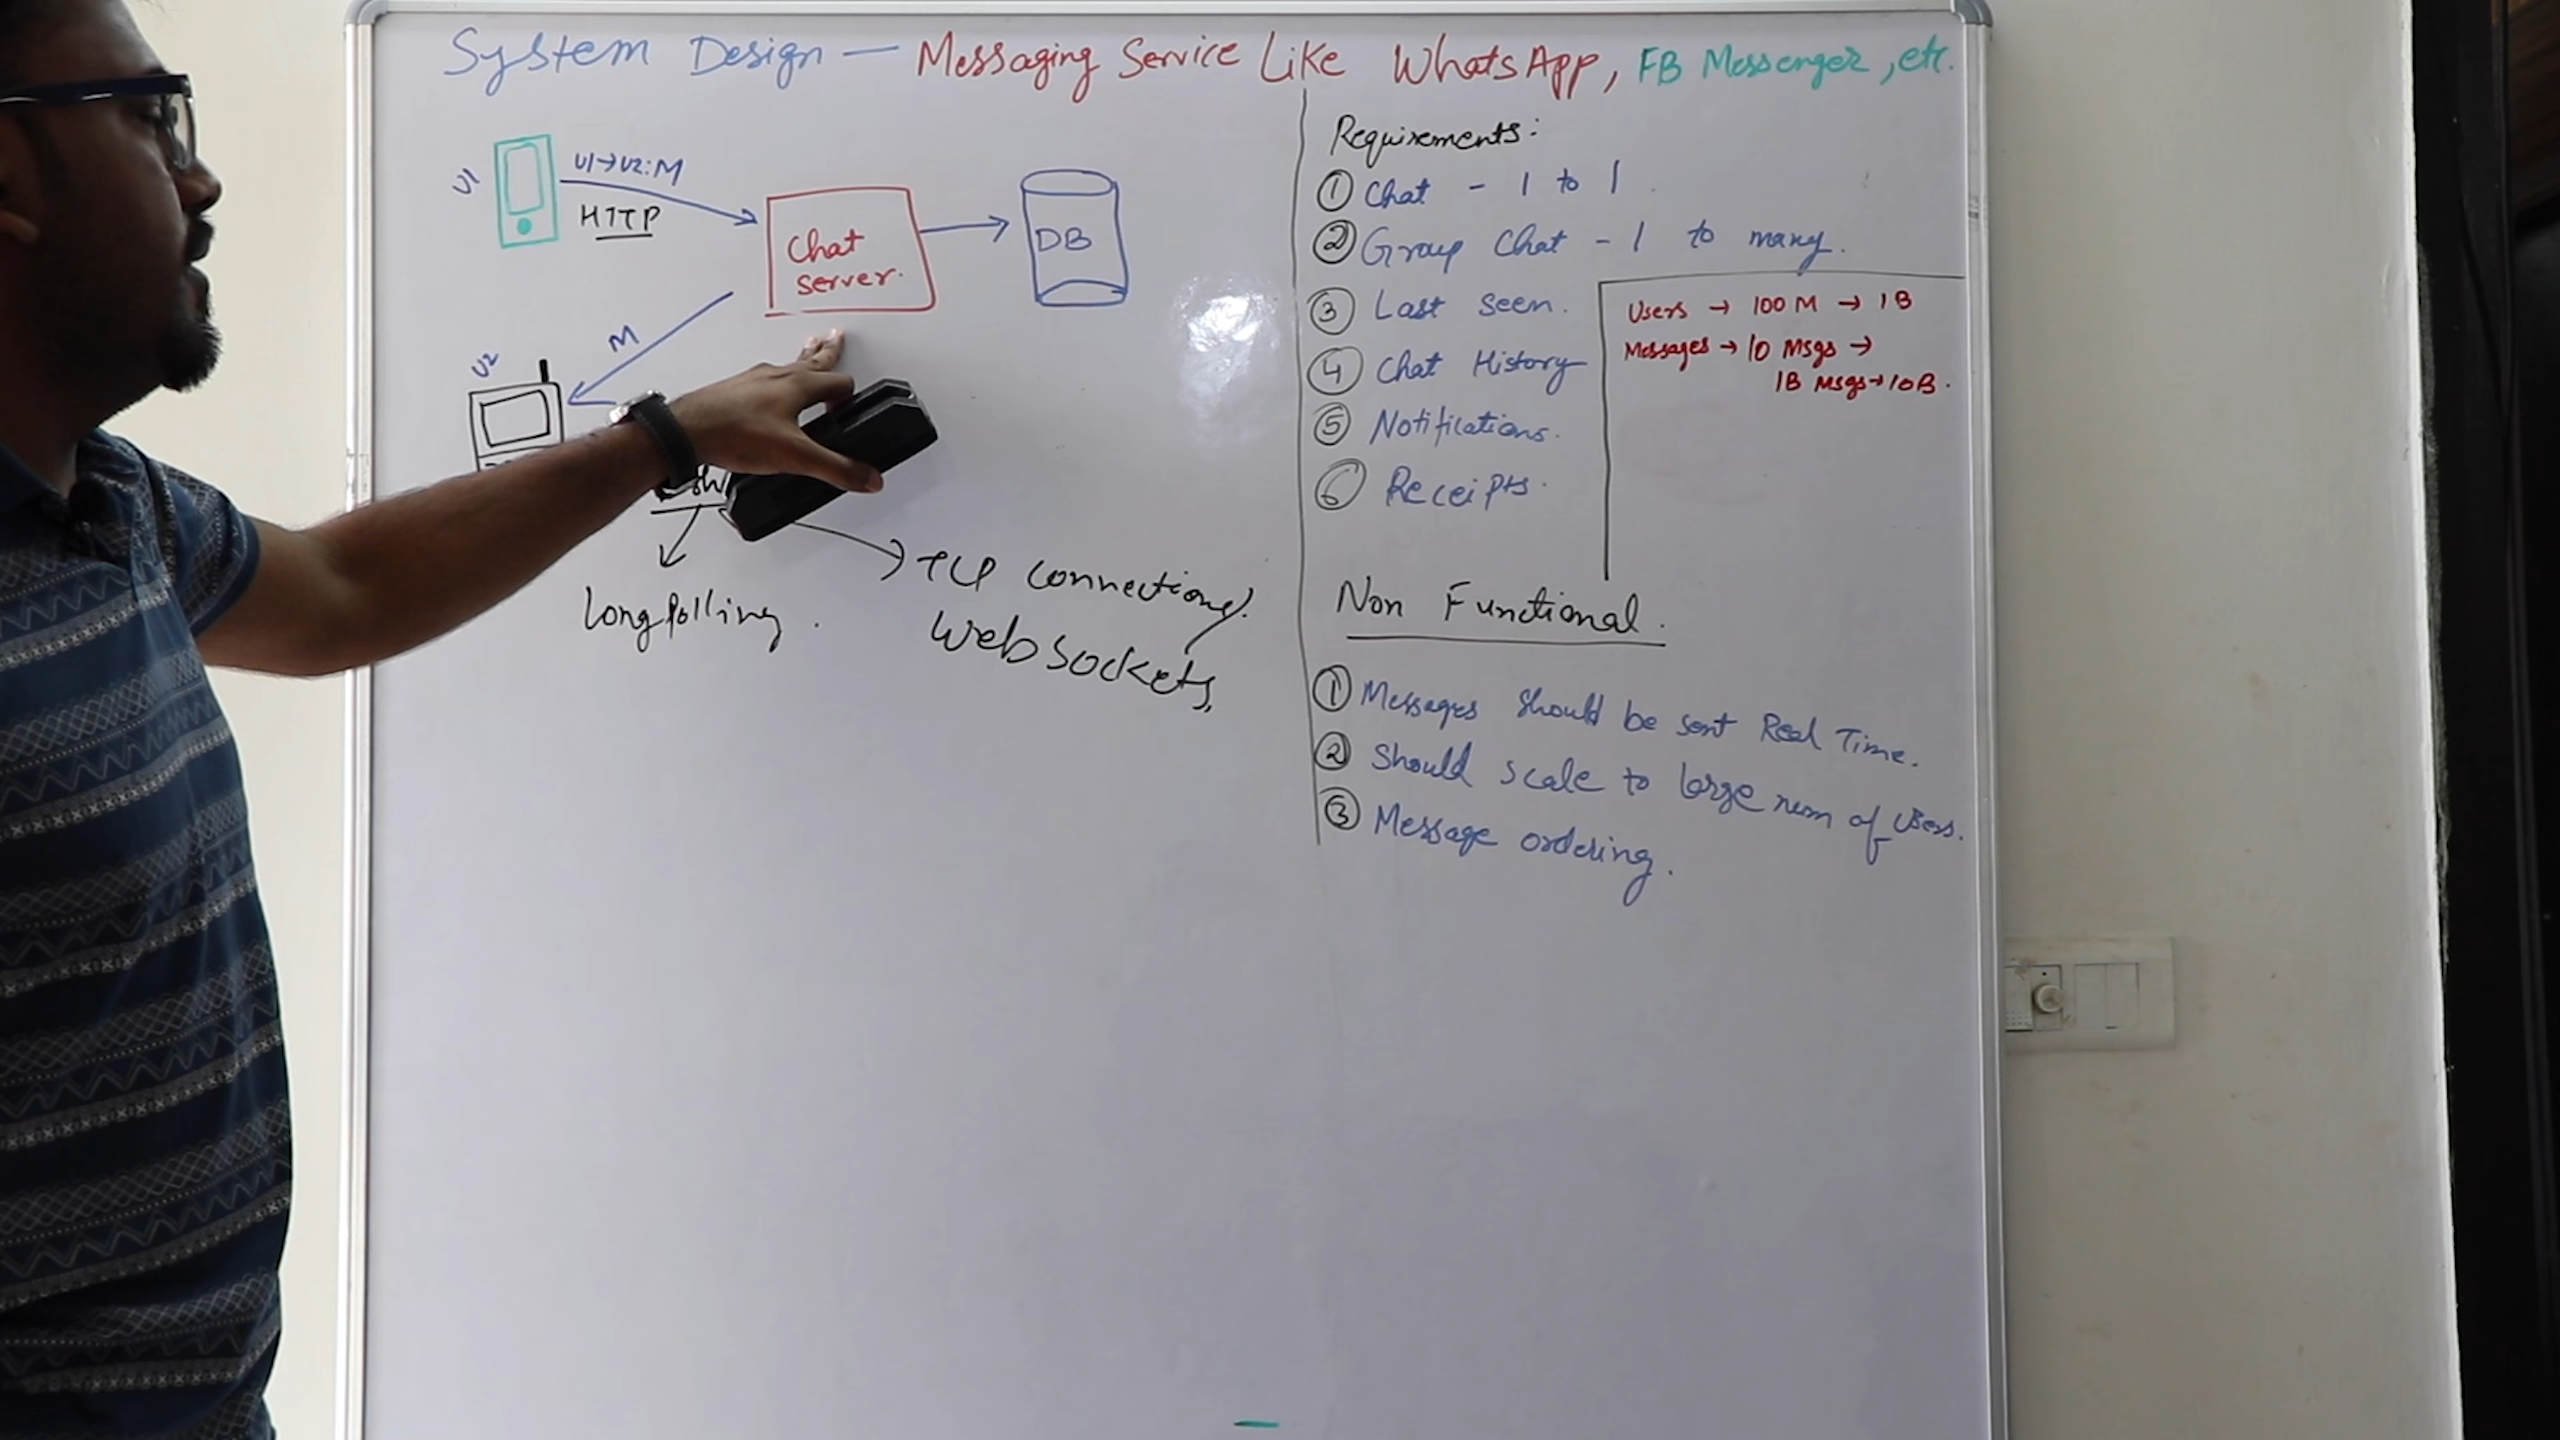 System Design — Messaging Service Like WhatsApp, FB Messenger, etc.
U1
U1→U2:M
HTTP
Chat
server.
DB
M
U2
Long polling.
TCP connections.
Web Sockets,
Requirements:
① Chat - 1 to 1
② Group Chat - 1 to many.
③ Last seen.
④ Chat History
⑤ Notifications.
⑥ Receipts.
Users → 100 M → 1 B
Messages → 10 Msgs →
1B Msgs → 10B.
Non Functional.
① Messages should be sent Real Time.
② Should scale to large num of Users.
③ Message ordering.